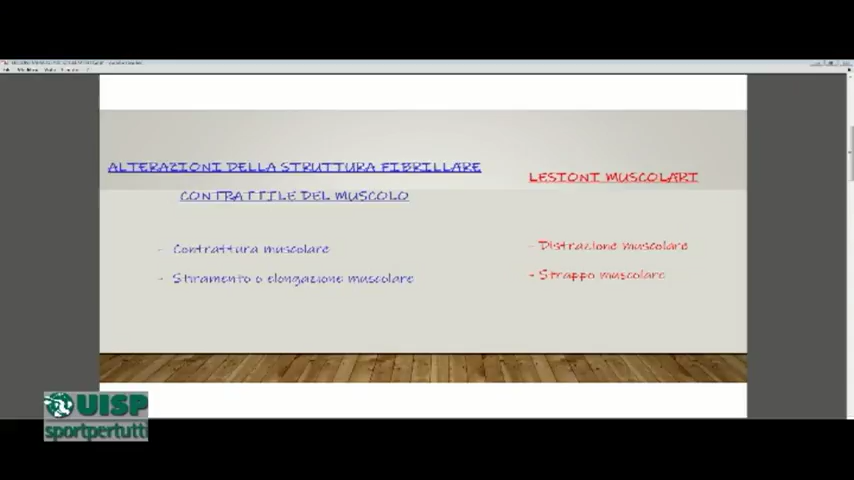 ALTERAZIONI DELLA STRUTTURA FIBRILLARE
CONTRATTILE DEL MUSCOLO
- Contrattura muscolare
- Stiramento o elongazione muscolare
LESIONI MUSCOLARI
- Distrazione muscolare
- Strappo muscolare
UISP
sportpertutti